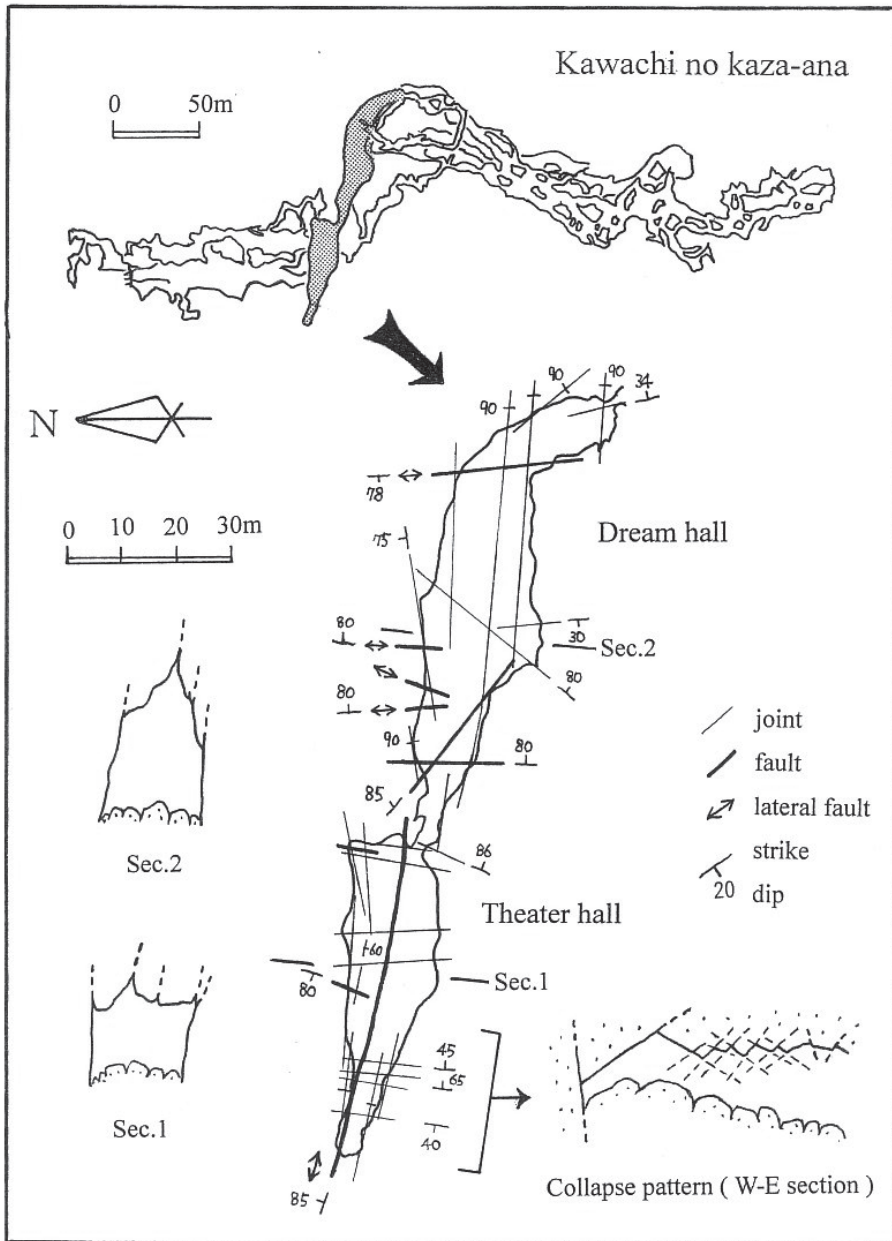 Kawachi no kaza-ana
0 50m
N
0 10 20 30m
90
90
90
34
78
Dream hall
75
80
30
Sec.2
80
80
90
80
85
joint
fault
lateral fault
strike
20 dip
Sec.2
86
Theater hall
60
80
Sec.1
45
65
40
Sec.1
85
Collapse pattern ( W-E section )